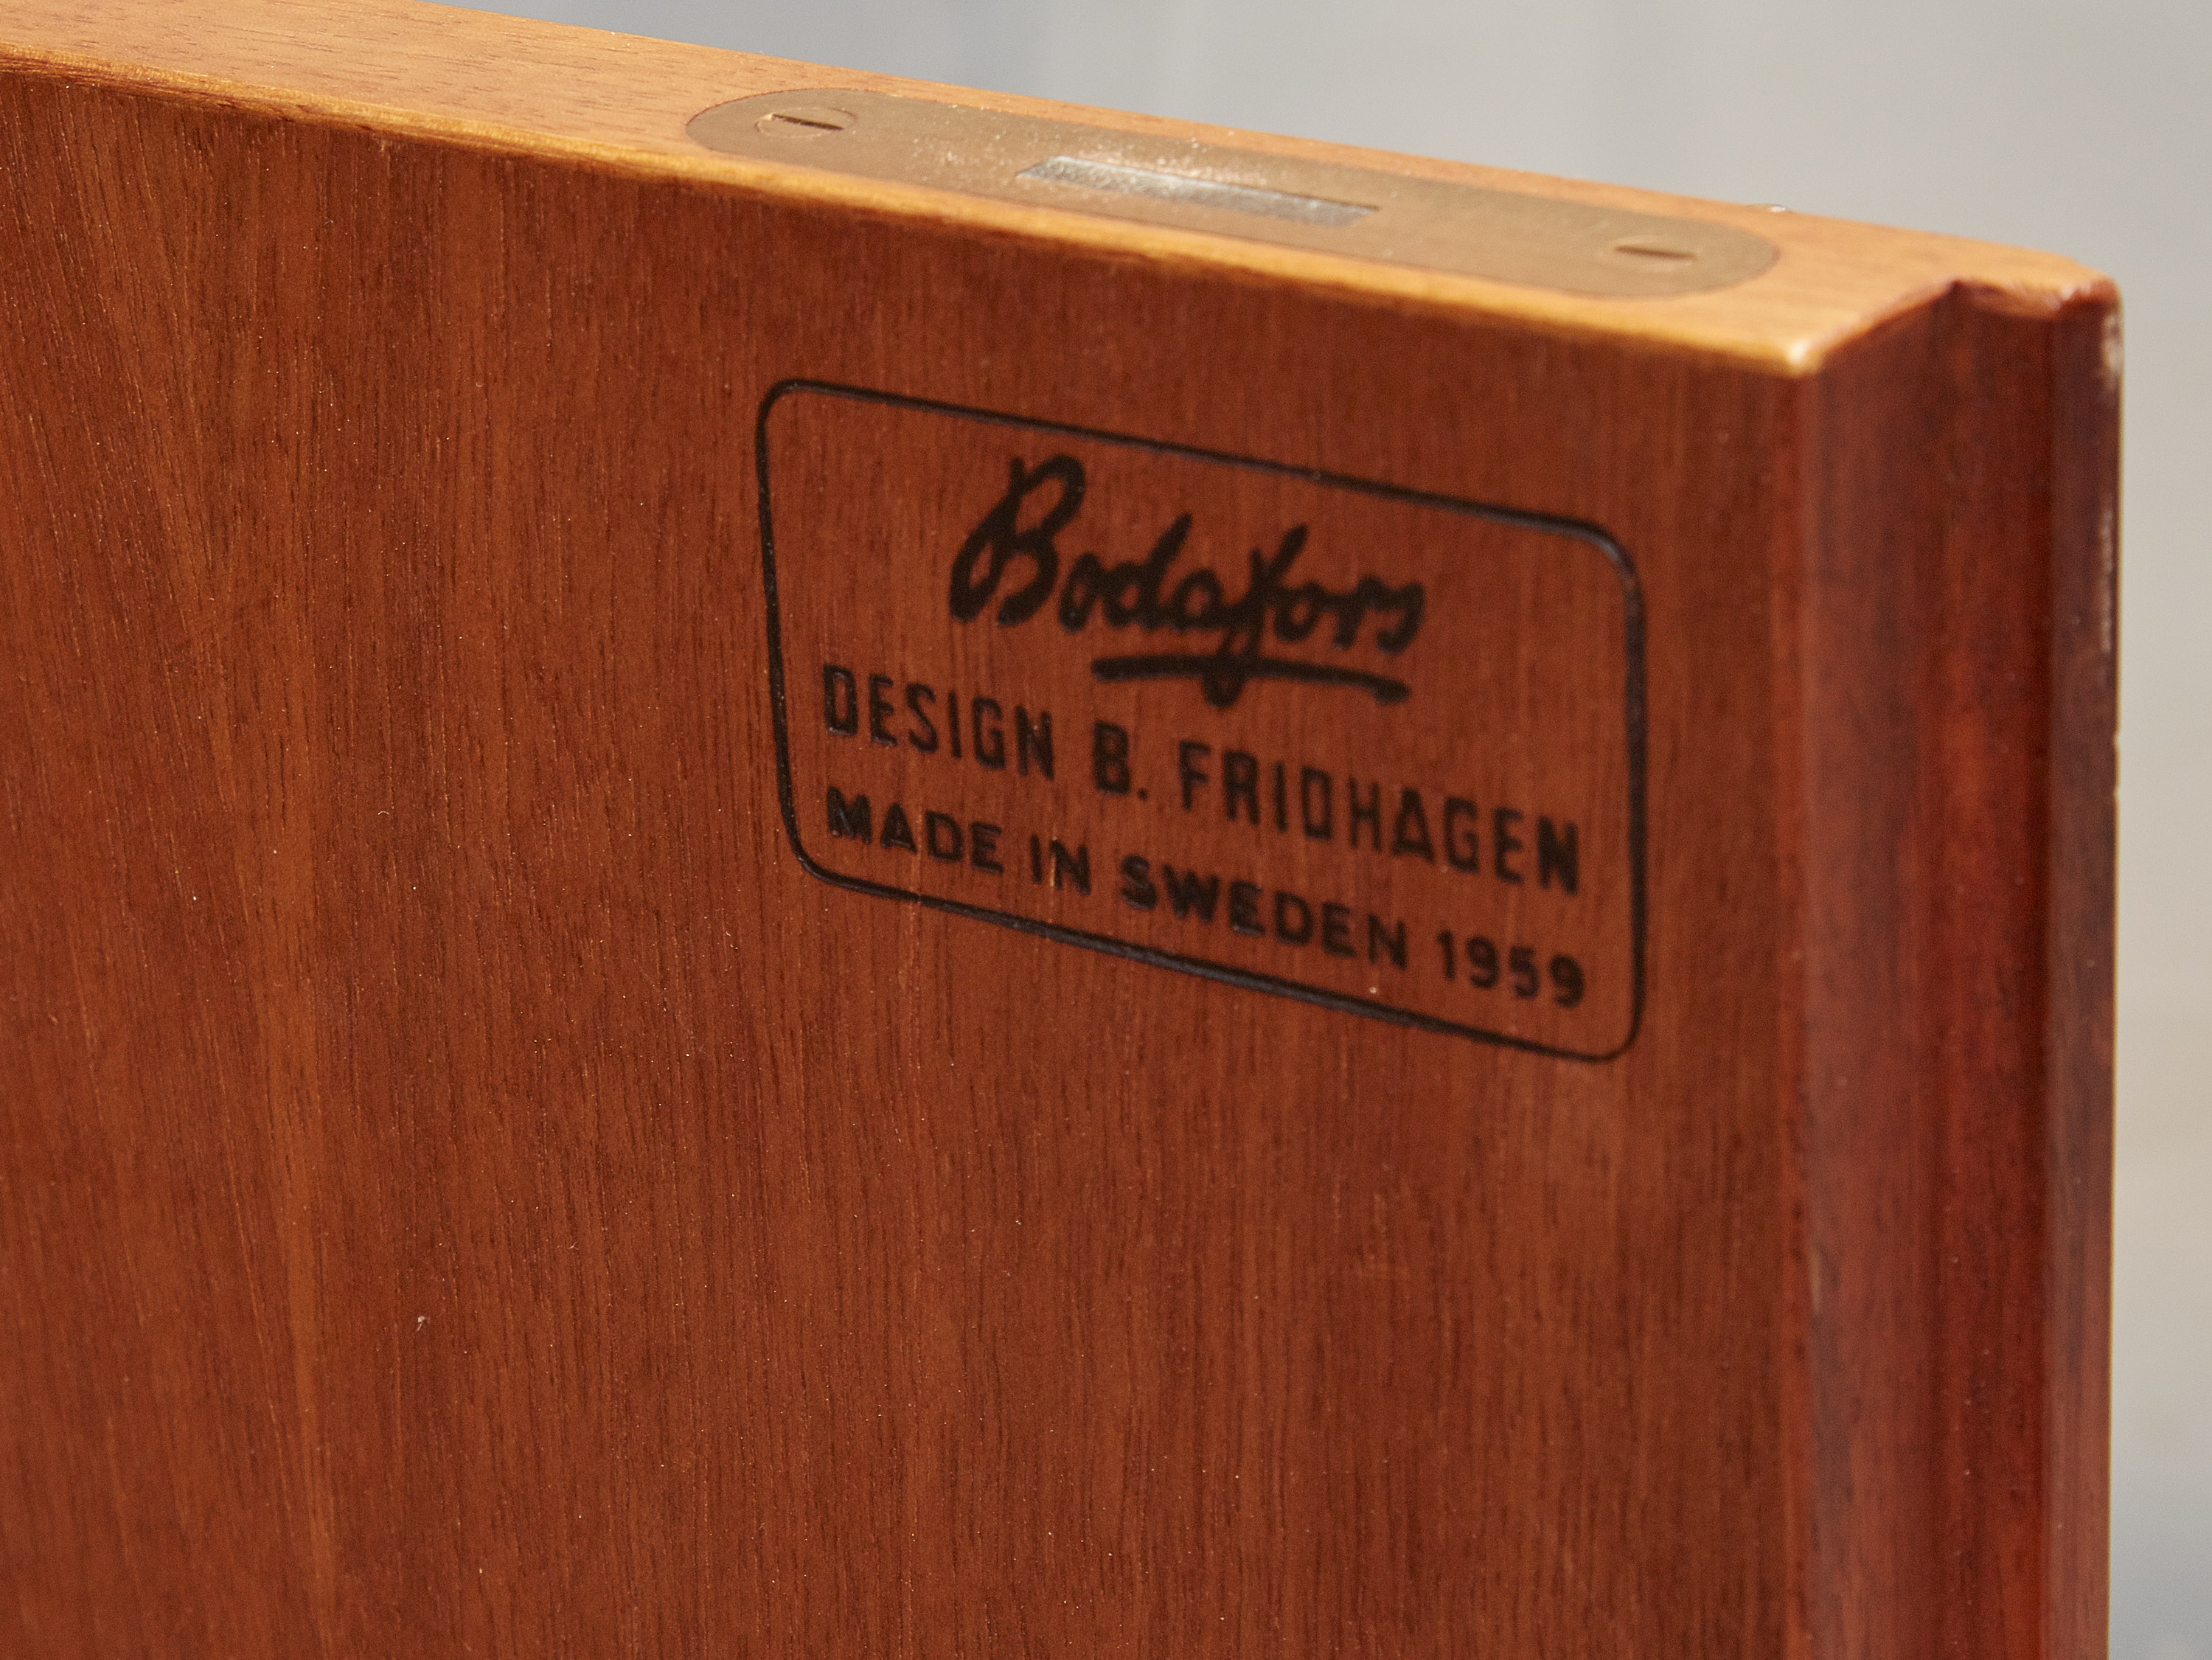 Bodafors
DESIGN B. FRIDHAGEN
MADE IN SWEDEN 1959